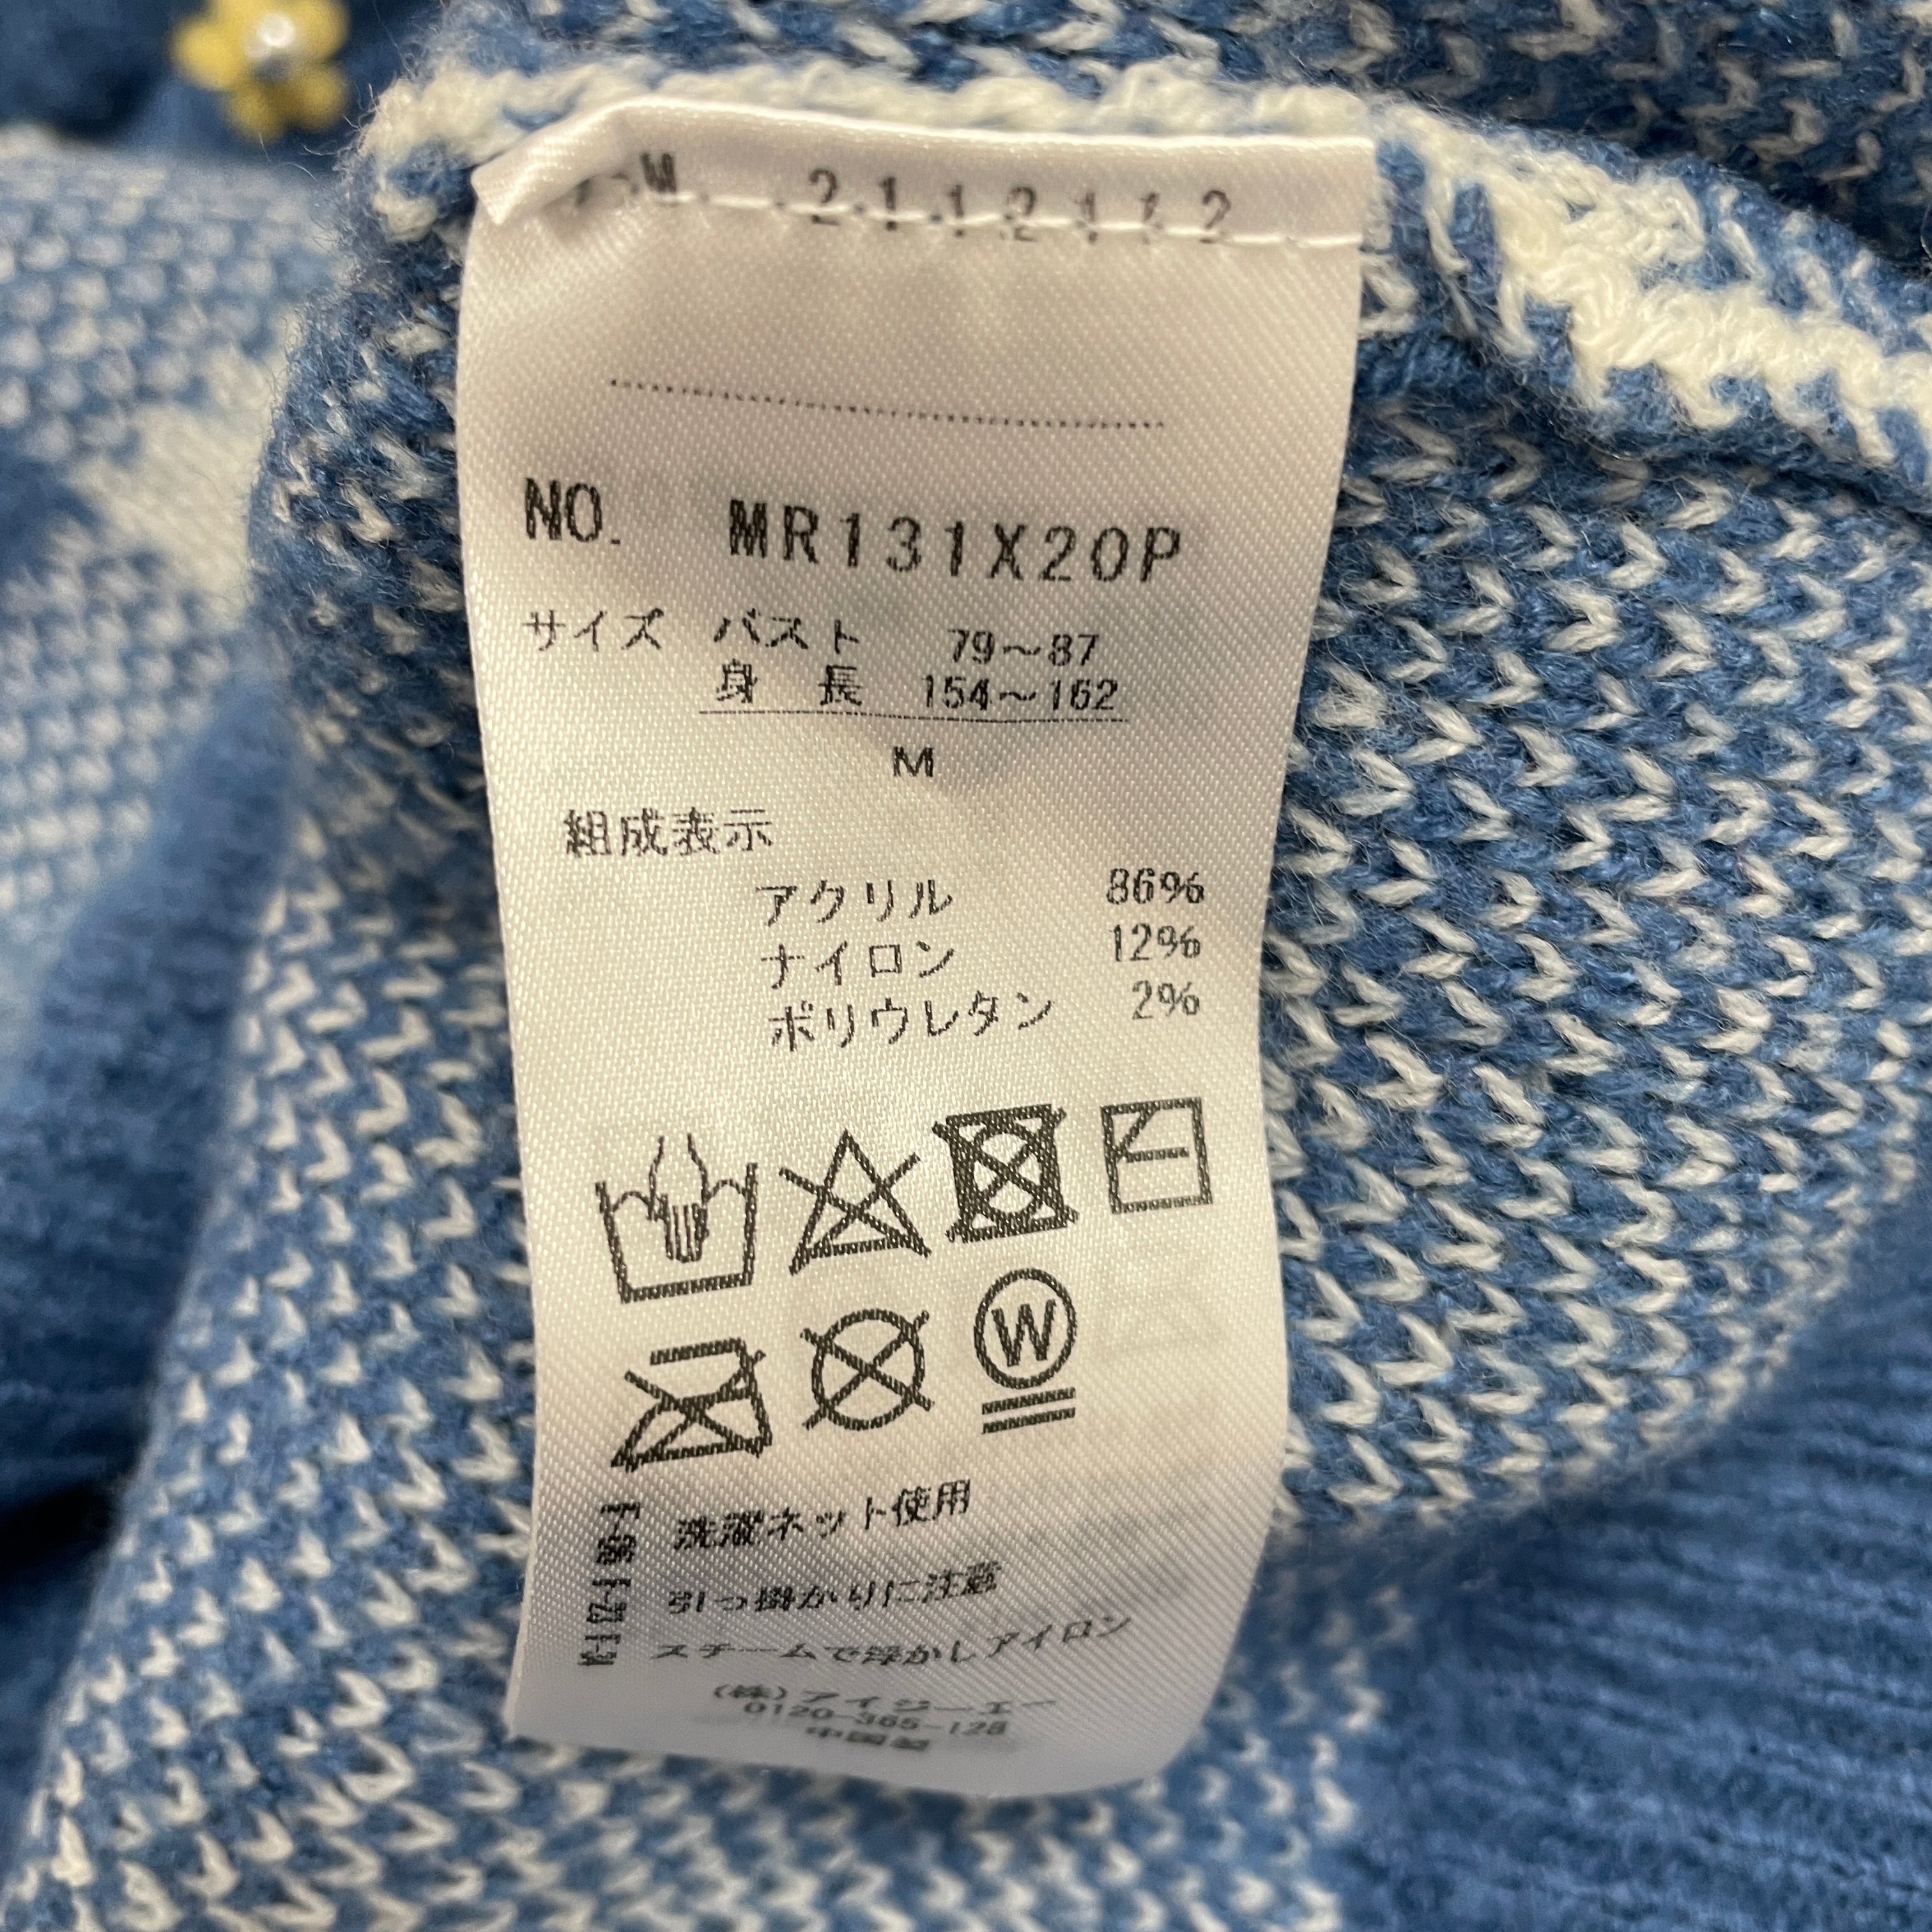 M 2112112
NO. MR131X20P
サイズ バスト 79〜87
身 長 154〜162
M
組成表示
アクリル 86%
ナイロン 12%
ポリウレタン 2%
W
洗濯ネット使用
引っ掛かりに注意
スチームで浮かしアイロン
(株)アイジーエー
0120-365-128
中国製